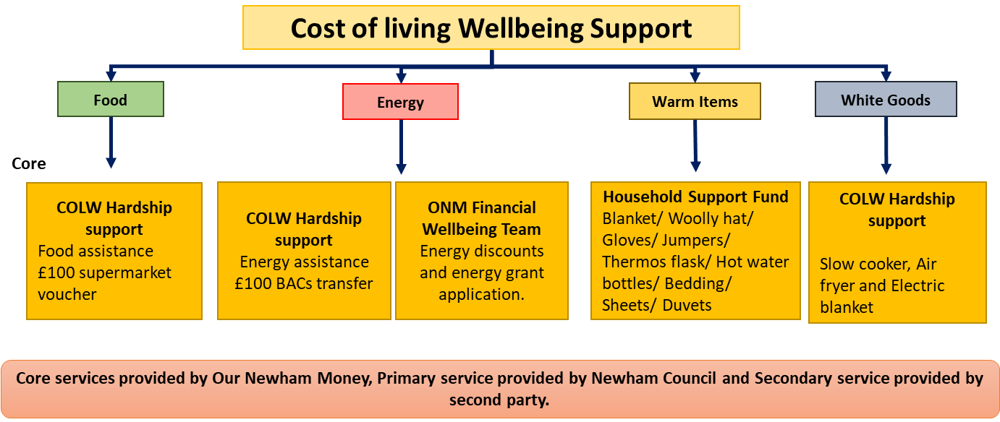 Cost of living Wellbeing Support
Food
Energy
Warm Items
White Goods
Core
COLW Hardship
support
Food assistance
£100 supermarket
voucher
COLW Hardship
support
Energy assistance
£100 BACs transfer
ONM Financial
Wellbeing Team
Energy discounts
and energy grant
application.
Household Support Fund
Blanket/ Woolly hat/
Gloves/ Jumpers/
Thermos flask/ Hot water
bottles/ Bedding/
Sheets/ Duvets
COLW Hardship
support
Slow cooker, Air
fryer and Electric
blanket
Core services provided by Our Newham Money, Primary service provided by Newham Council and Secondary service provided by
second party.